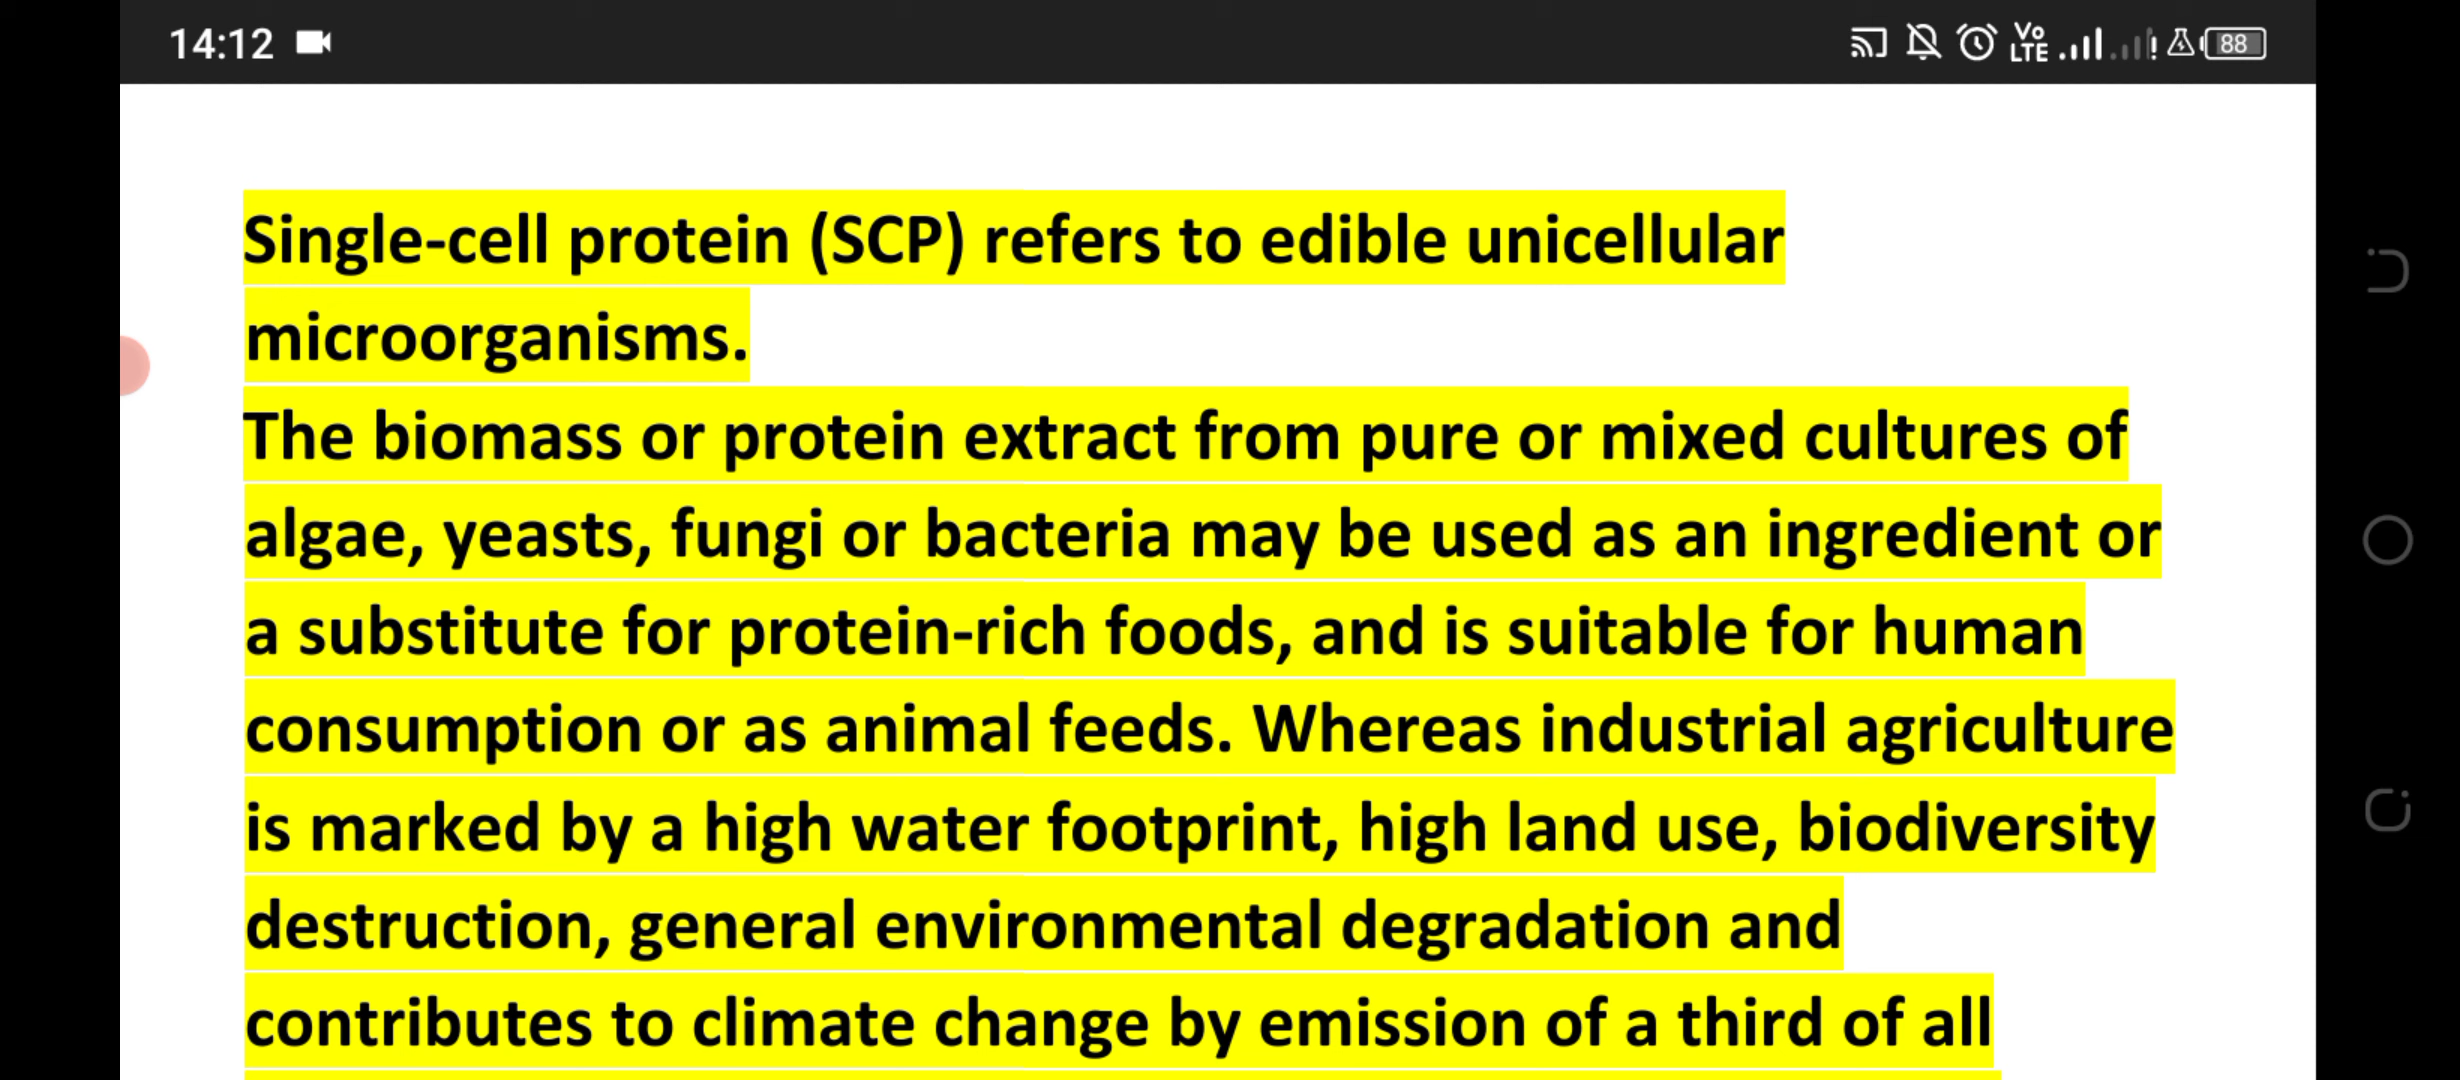 14:12
Vo
LTE
88
Single-cell protein (SCP) refers to edible unicellular
microorganisms.
The biomass or protein extract from pure or mixed cultures of
algae, yeasts, fungi or bacteria may be used as an ingredient or
a substitute for protein-rich foods, and is suitable for human
consumption or as animal feeds. Whereas industrial agriculture
is marked by a high water footprint, high land use, biodiversity
destruction, general environmental degradation and
contributes to climate change by emission of a third of all